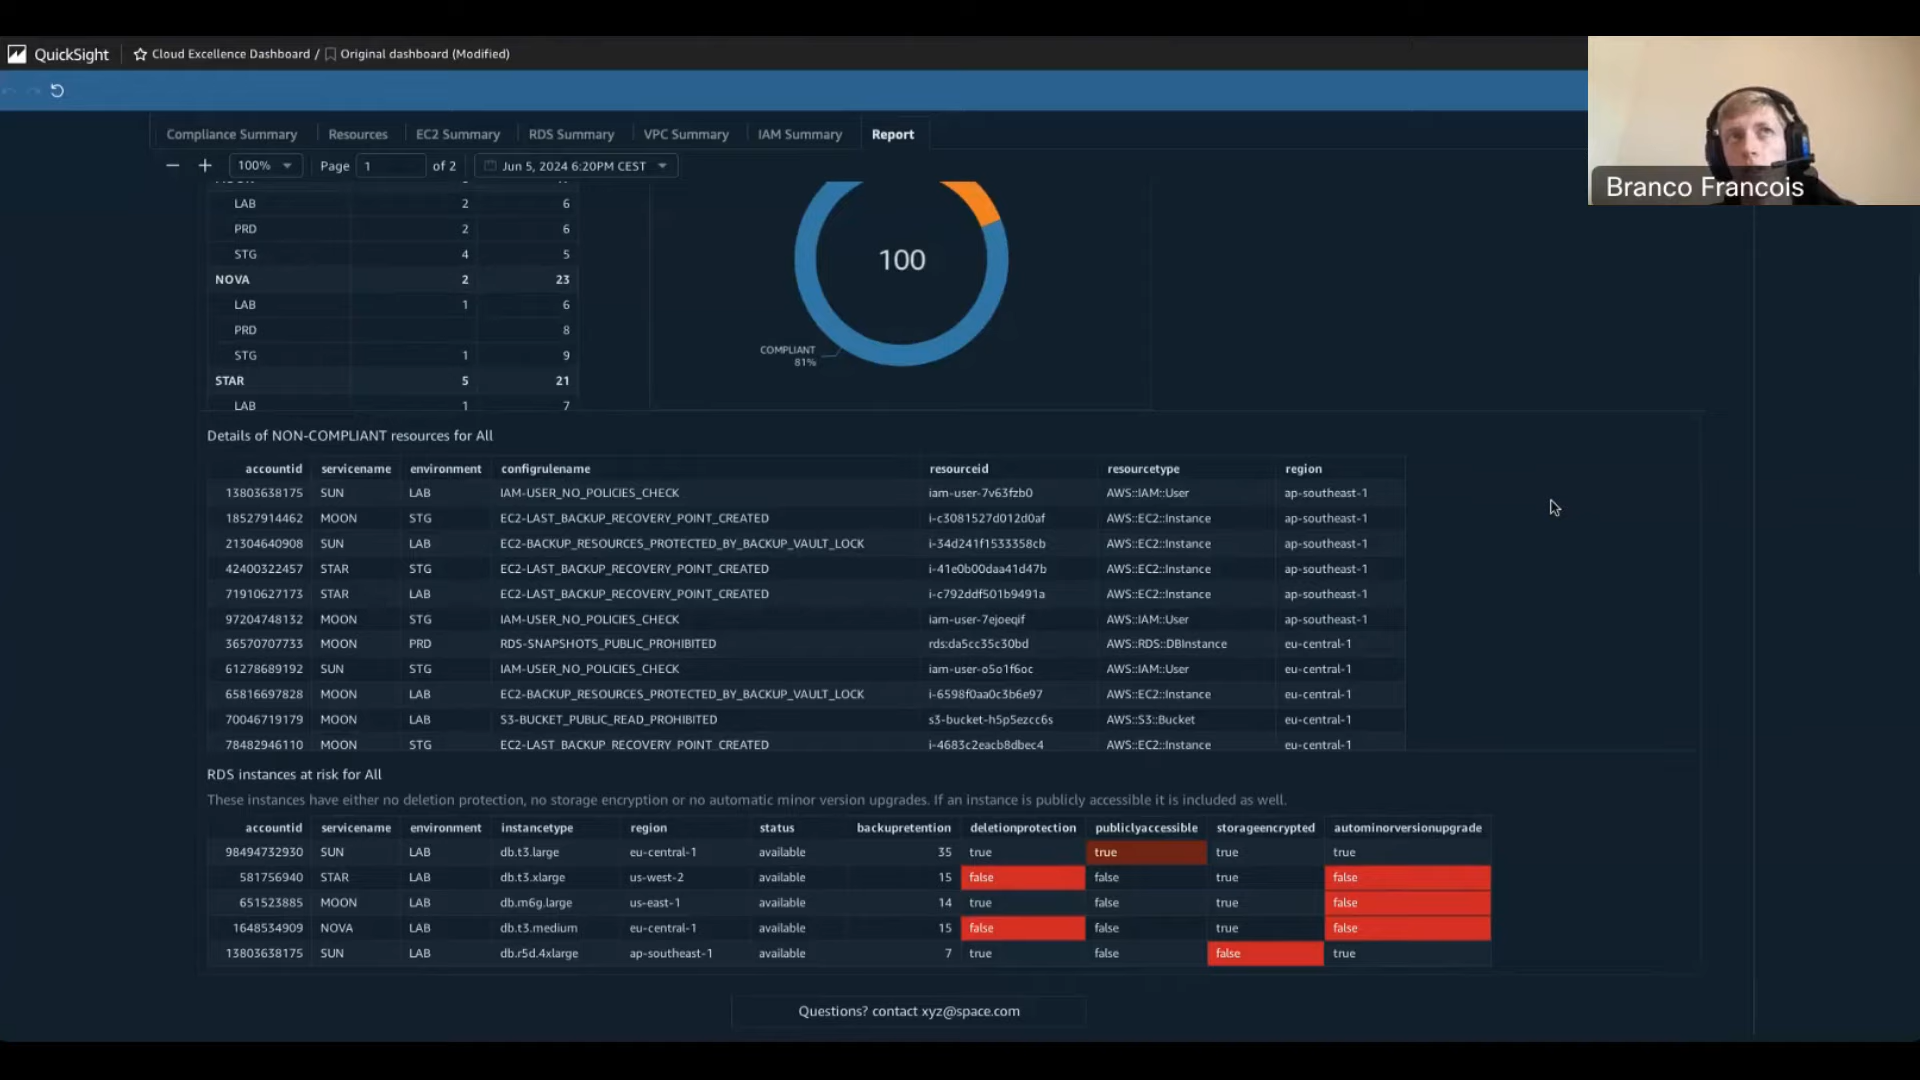 QuickSight Cloud Excellence Dashboard / Original dashboard (Modified)
Branco Francois
Compliance Summary Resources EC2 Summary RDS Summary VPC Summary IAM Summary Report
100% Page 1 of 2 Jun 5, 2024 6:20PM CEST
LAB 2 6
PRD 2 6
STG 4 5
NOVA 2 23
LAB 1 6
PRD 8
STG 1 9
STAR 5 21
LAB 1 7
100
COMPLIANT
81%
Details of NON-COMPLIANT resources for All
accountid servicename environment configrulename resourceid resourcetype region
13803638175 SUN LAB IAM-USER_NO_POLICIES_CHECK iam-user-7v63fzb0 AWS::IAM::User ap-southeast-1
18527914462 MOON STG EC2-LAST_BACKUP_RECOVERY_POINT_CREATED i-c3081527d012d0af AWS::EC2::Instance ap-southeast-1
21304640908 SUN LAB EC2-BACKUP_RESOURCES_PROTECTED_BY_BACKUP_VAULT_LOCK i-34d241f1533358cb AWS::EC2::Instance ap-southeast-1
42400322457 STAR STG EC2-LAST_BACKUP_RECOVERY_POINT_CREATED i-41e0b00daa41d47b AWS::EC2::Instance ap-southeast-1
71910627173 STAR LAB EC2-LAST_BACKUP_RECOVERY_POINT_CREATED i-c792ddf501b9491a AWS::EC2::Instance ap-southeast-1
97204748132 MOON STG IAM-USER_NO_POLICIES_CHECK iam-user-7ejoeqif AWS::IAM::User ap-southeast-1
36570707733 MOON PRD RDS-SNAPSHOTS_PUBLIC_PROHIBITED rds:da5cc35c30bd AWS::RDS::DBInstance eu-central-1
61278689192 SUN STG IAM-USER_NO_POLICIES_CHECK iam-user-o5o1f6oc AWS::IAM::User eu-central-1
65816697828 MOON LAB EC2-BACKUP_RESOURCES_PROTECTED_BY_BACKUP_VAULT_LOCK i-6598f0aa0c3b6e97 AWS::EC2::Instance eu-central-1
70046719179 MOON LAB S3-BUCKET_PUBLIC_READ_PROHIBITED s3-bucket-h5p5ezcc6s AWS::S3::Bucket eu-central-1
78482946110 MOON STG EC2-LAST_BACKUP_RECOVERY_POINT_CREATED i-4683c2eacb8dbec4 AWS::EC2::Instance eu-central-1
RDS instances at risk for All
These instances have either no deletion protection, no storage encryption or no automatic minor version upgrades. If an instance is publicly accessible it is included as well.
accountid servicename environment instancetype region status backupretention deletionprotection publiclyaccessible storageencrypted autominorversionupgrade
98494732930 SUN LAB db.t3.large eu-central-1 available 35 true true true true
581756940 STAR LAB db.t3.xlarge us-west-2 available 15 false false true false
651523885 MOON LAB db.m6g.large us-east-1 available 14 true false true false
1648534909 NOVA LAB db.t3.medium eu-central-1 available 15 false false true false
13803638175 SUN LAB db.r5d.4xlarge ap-southeast-1 available 7 true false false true
Questions? contact xyz@space.com